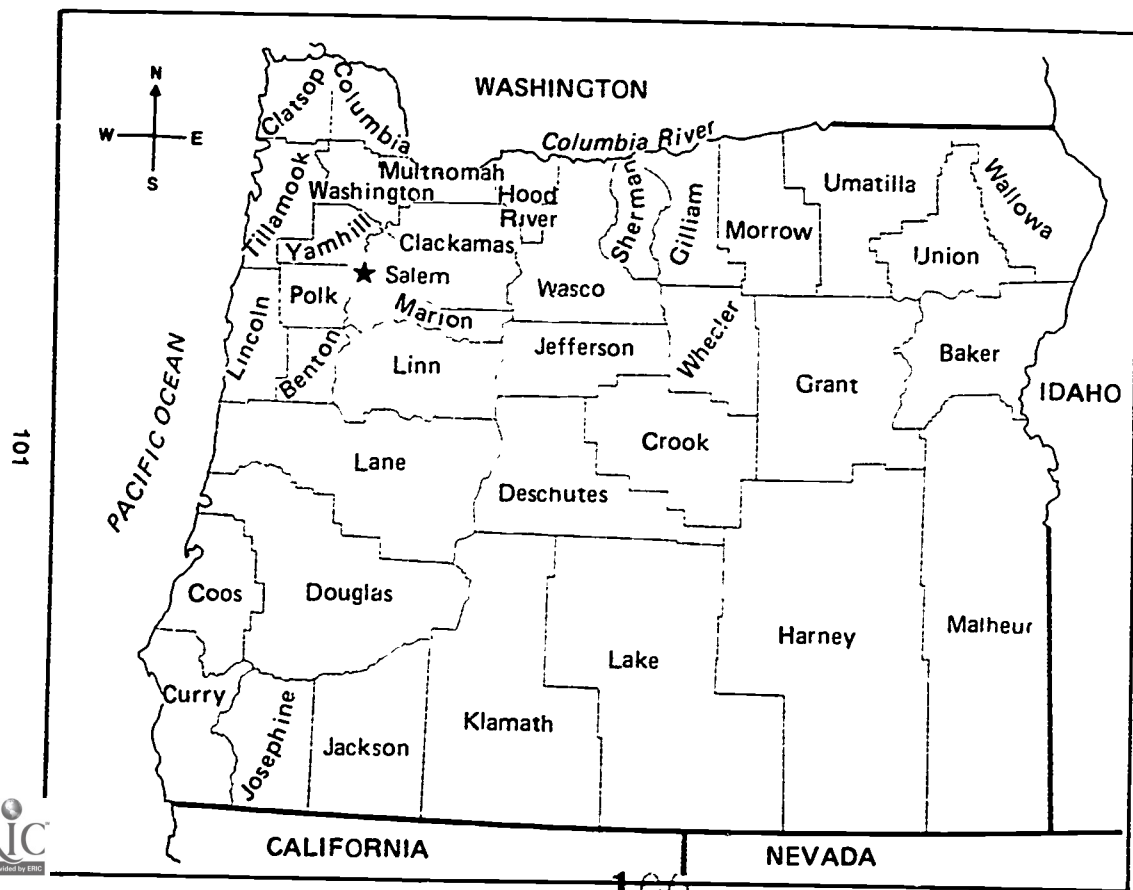 WASHINGTON
N
W E
S
Clatsop
Columbia
Columbia River
Tillamook
Washington
Multnomah
Hood
River
Sherman
Gilliam
Morrow
Umatilla
Wallowa
Union
Yamhill
Clackamas
★ Salem
Polk
Marion
Wasco
Lincoln
Benton
Linn
Jefferson
Wheeler
Grant
Baker
IDAHO
PACIFIC OCEAN
101
Lane
Crook
Deschutes
Coos
Douglas
Curry
Josephine
Jackson
Klamath
Lake
Harney
Malheur
CALIFORNIA
NEVADA
ERIC